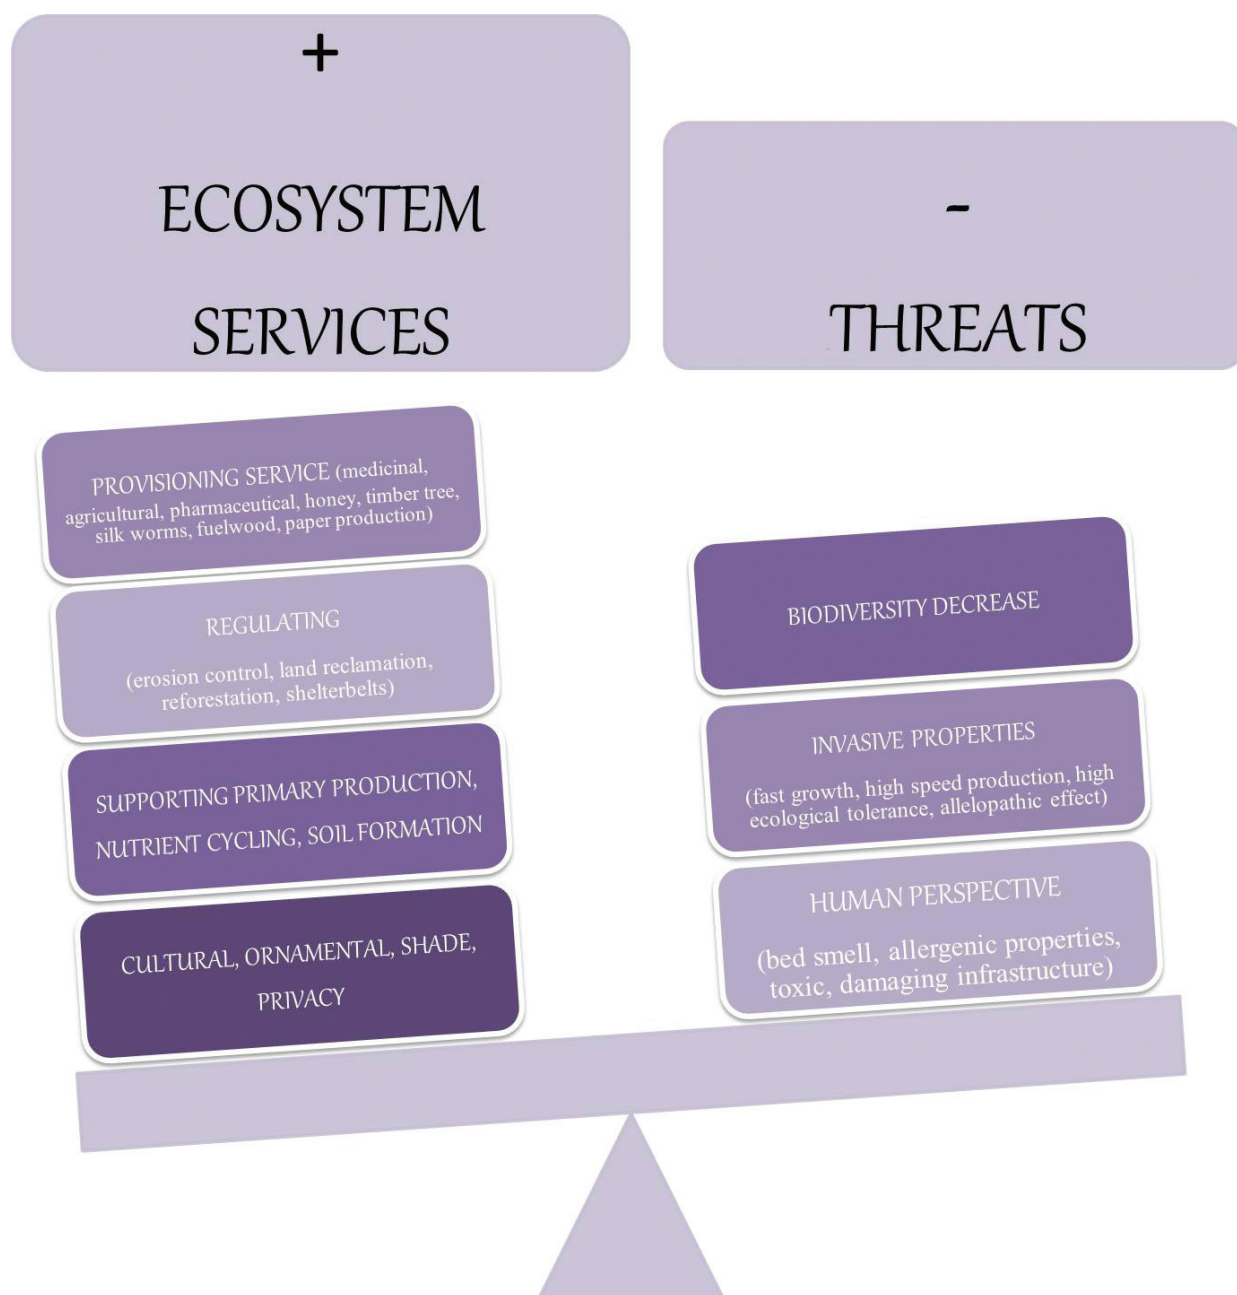 +
ECOSYSTEM
SERVICES
-
THREATS
PROVISIONING SERVICE (medicinal,
agricultural, pharmaceutical, honey, timber tree,
silk worms, fuelwood, paper production)
REGULATING
(erosion control, land reclamation,
reforestation, shelterbelts)
SUPPORTING PRIMARY PRODUCTION,
NUTRIENT CYCLING, SOIL FORMATION
CULTURAL, ORNAMENTAL, SHADE,
PRIVACY
BIODIVERSITY DECREASE
INVASIVE PROPERTIES
(fast growth, high speed production, high
ecological tolerance, allelopathic effect)
HUMAN PERSPECTIVE
(bed smell, allergenic properties,
toxic, damaging infrastructure)